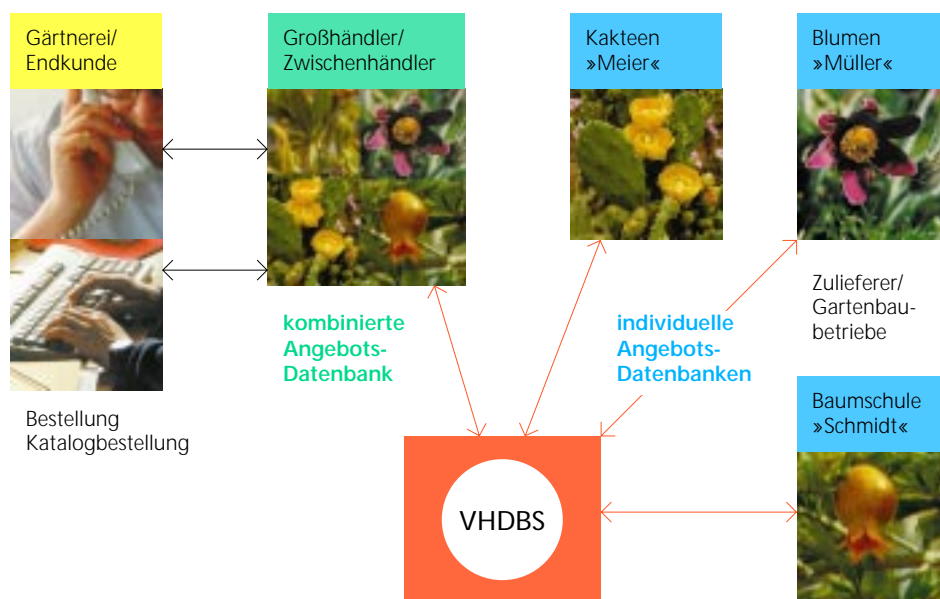 Gärtnerei/
Endkunde
Großhändler/
Zwischenhändler
Kakteen
»Meier«
Blumen
»Müller«
Zulieferer/
Gartenbau-
betriebe
kombinierte
Angebots-
Datenbank
individuelle
Angebots-
Datenbanken
Baumschule
»Schmidt«
Bestellung
Katalogbestellung
VHDBS